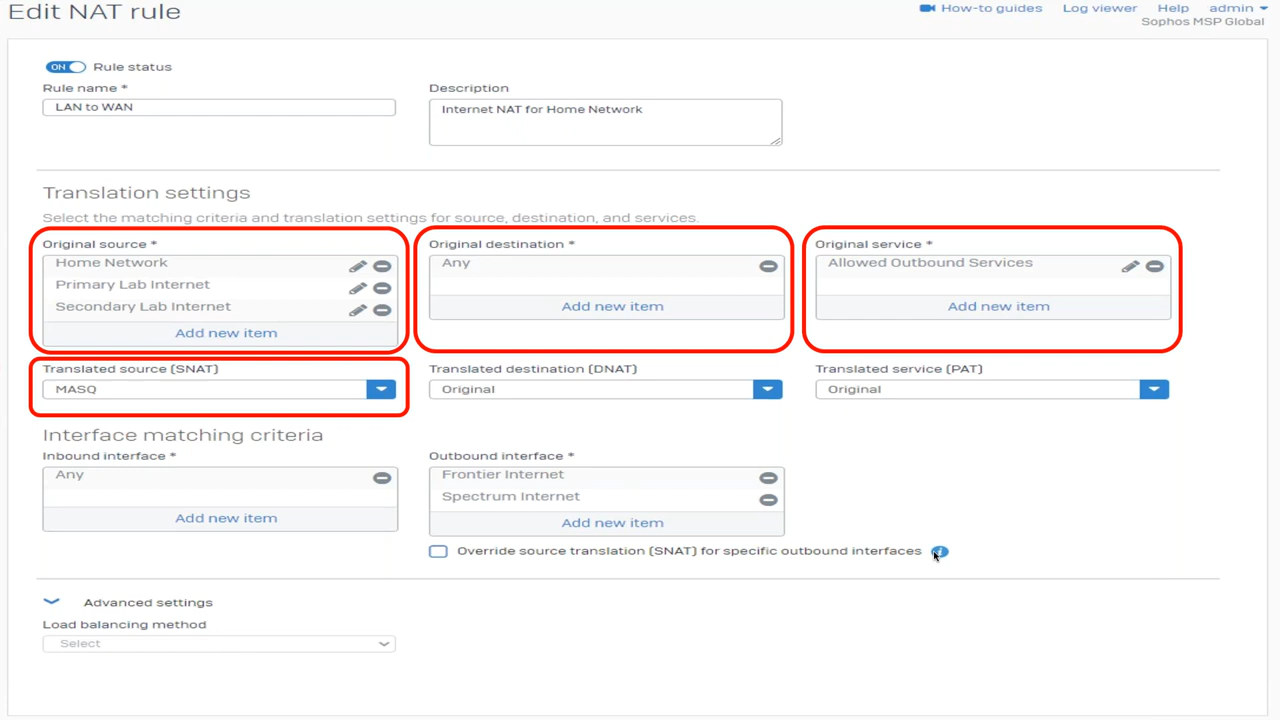 Edit NAT rule
How-to guides Log viewer Help admin
Sophos MSP Global
ON Rule status
Rule name * Description
LAN to WAN Internet NAT for Home Network
Translation settings
Select the matching criteria and translation settings for source, destination, and services.
Original source * Original destination * Original service *
Home Network Any Allowed Outbound Services
Primary Lab Internet
Secondary Lab Internet Add new item Add new item
Add new item
Translated source (SNAT) Translated destination (DNAT) Translated service (PAT)
MASQ Original Original
Interface matching criteria
Inbound interface * Outbound interface *
Any Frontier Internet
Spectrum Internet
Add new item Add new item
Override source translation (SNAT) for specific outbound interfaces
Advanced settings
Load balancing method
Select